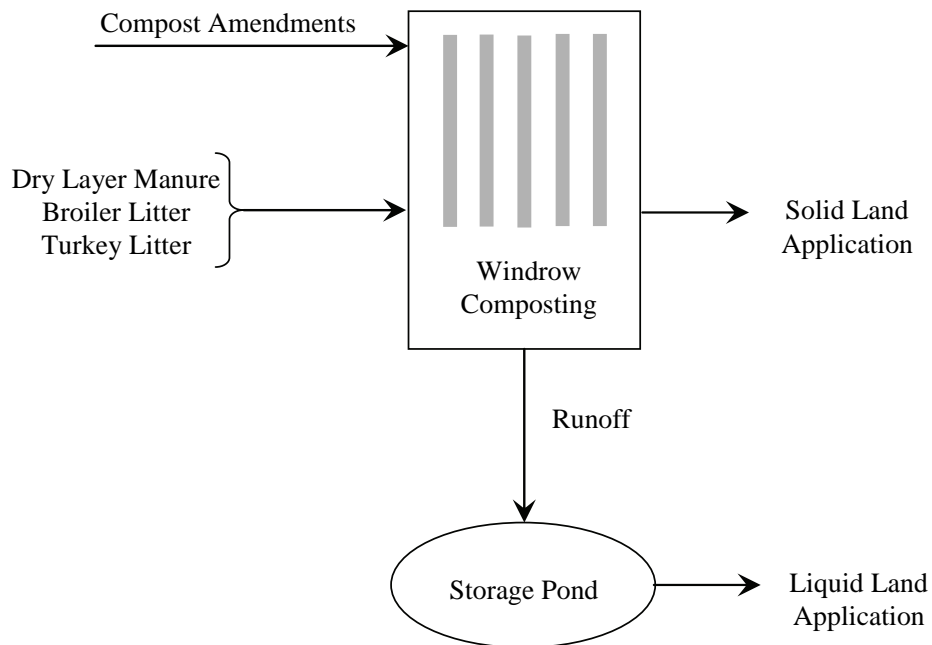 Compost Amendments
Dry Layer Manure
Broiler Litter
Turkey Litter
Windrow
Composting
Solid Land
Application
Runoff
Storage Pond
Liquid Land
Application